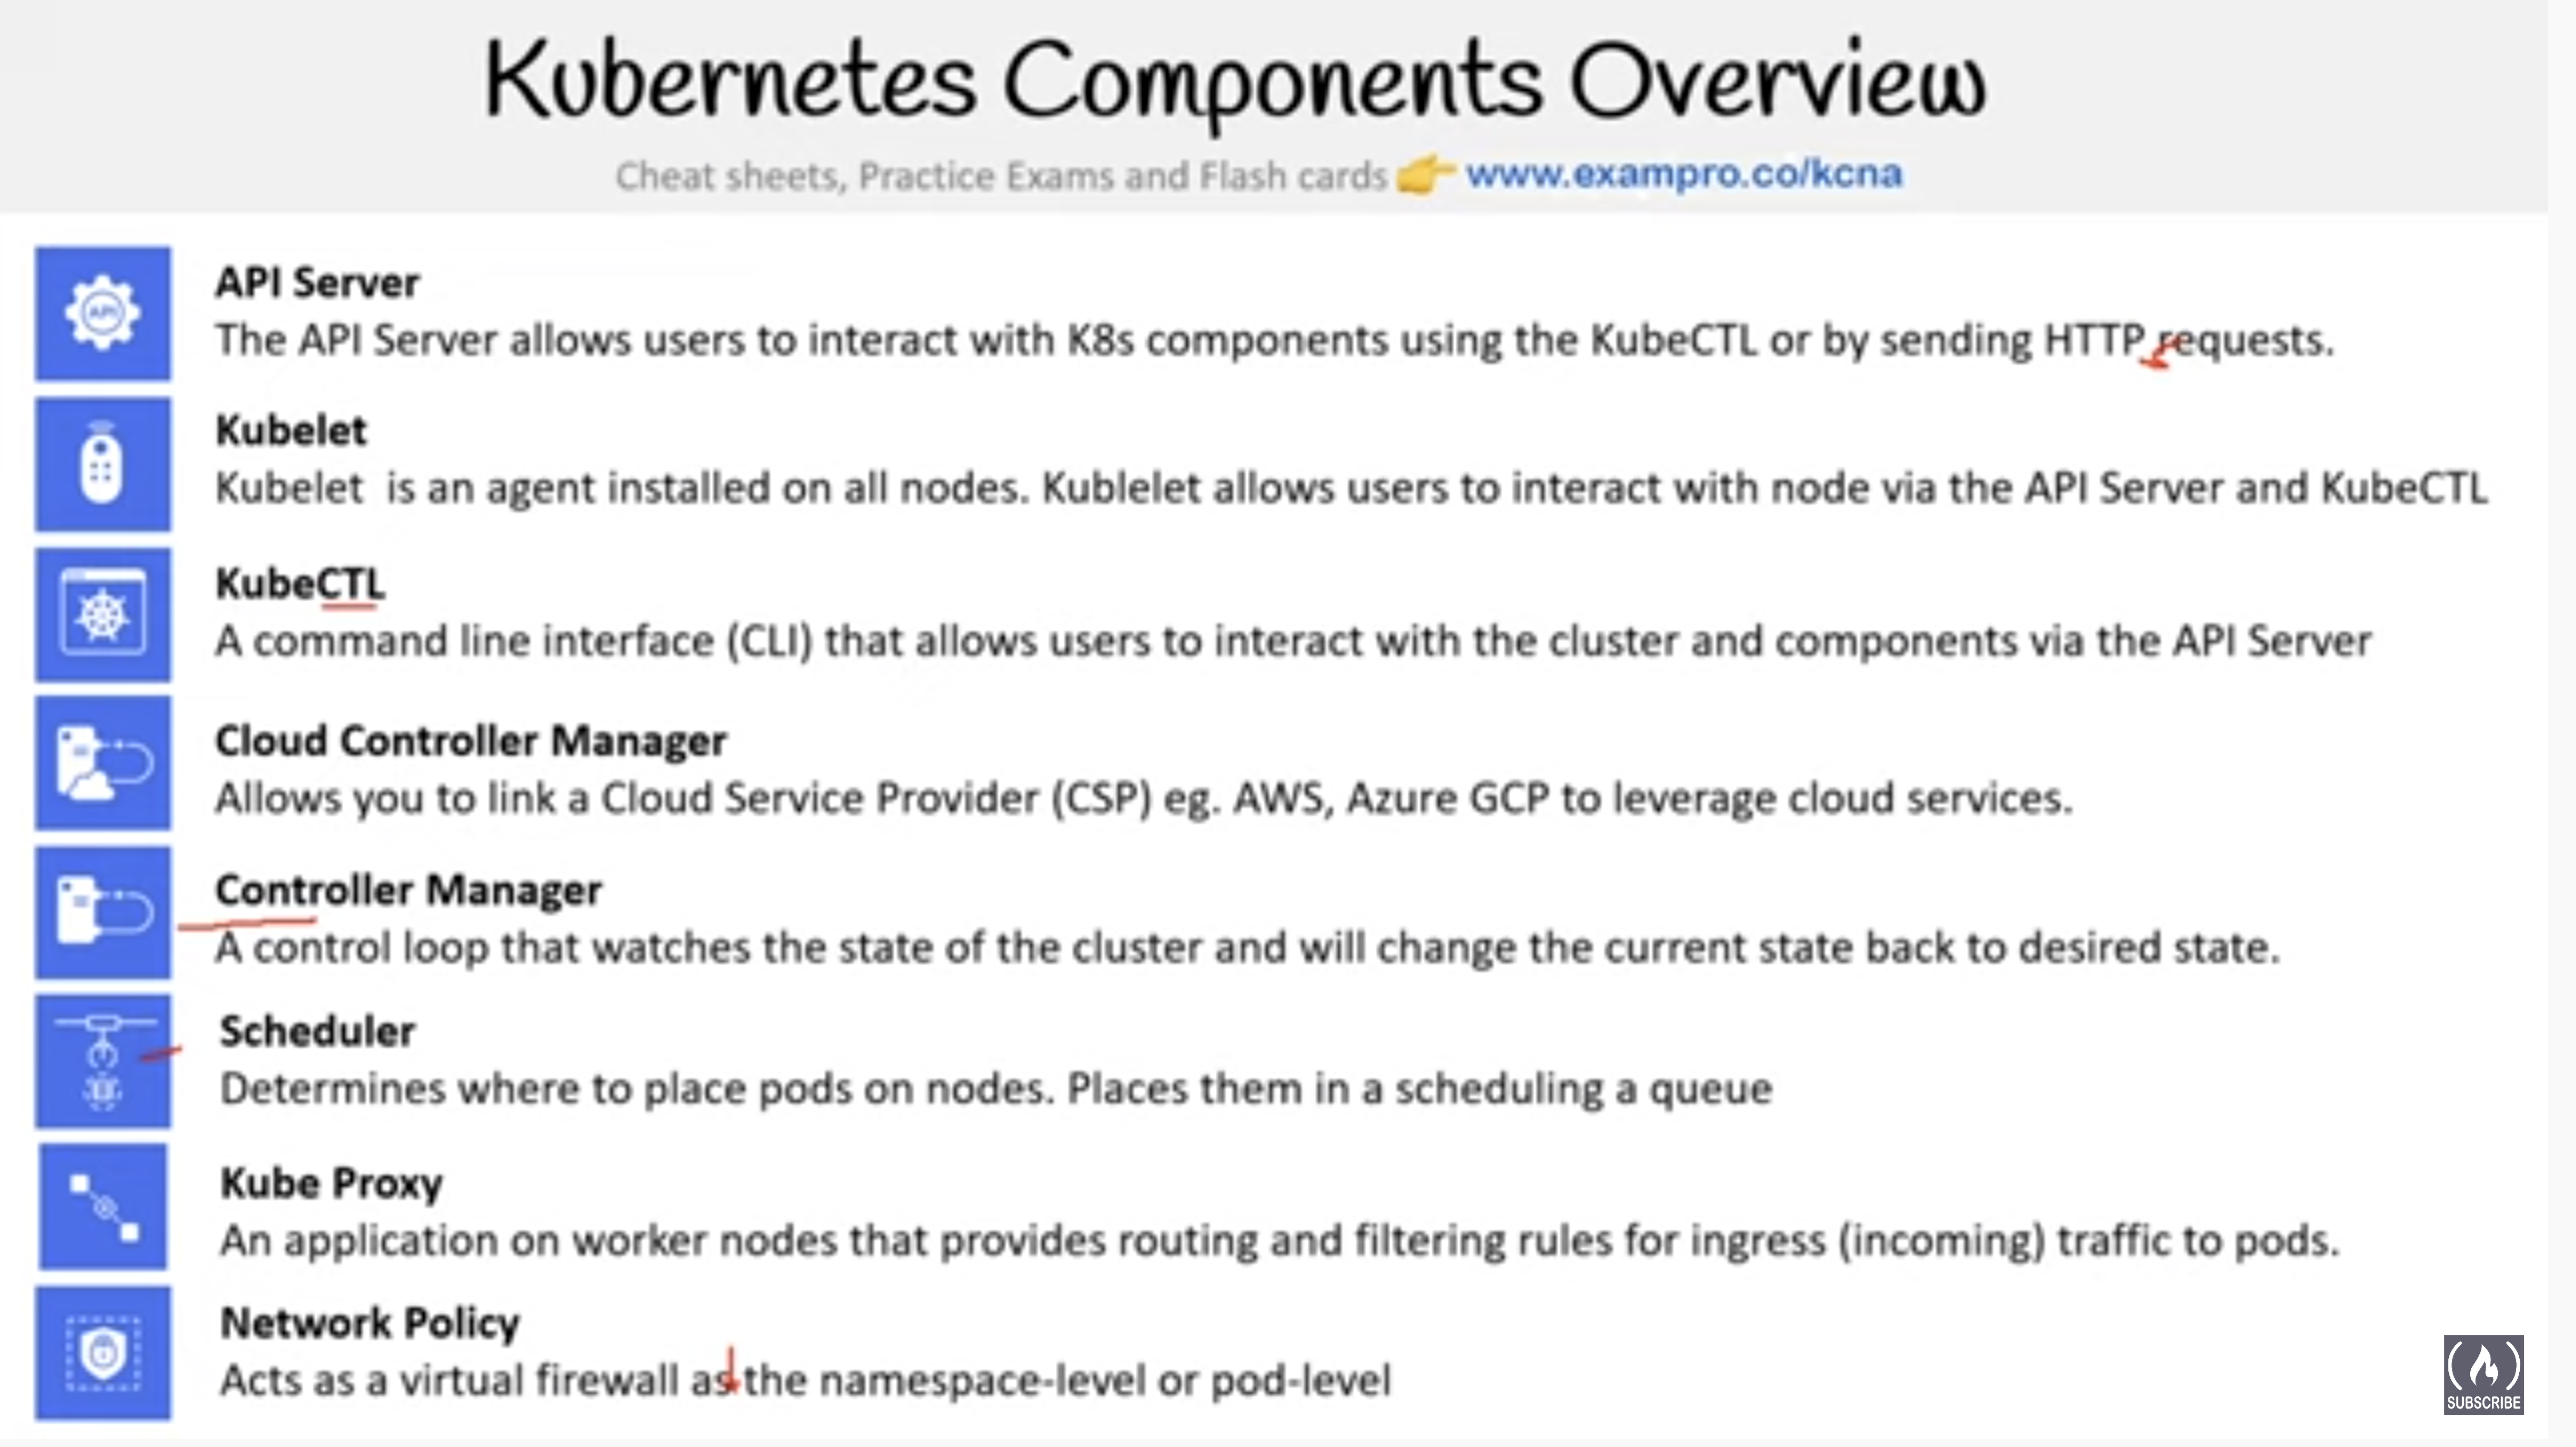 Kubernetes Components Overview
Cheat sheets, Practice Exams and Flash cards 👉 www.exampro.co/kcna
API
API Server
The API Server allows users to interact with K8s components using the KubeCTL or by sending HTTP requests.
Kubelet
Kubelet is an agent installed on all nodes. Kublelet allows users to interact with node via the API Server and KubeCTL
KubeCTL
A command line interface (CLI) that allows users to interact with the cluster and components via the API Server
Cloud Controller Manager
Allows you to link a Cloud Service Provider (CSP) eg. AWS, Azure GCP to leverage cloud services.
Controller Manager
A control loop that watches the state of the cluster and will change the current state back to desired state.
Scheduler
Determines where to place pods on nodes. Places them in a scheduling a queue
Kube Proxy
An application on worker nodes that provides routing and filtering rules for ingress (incoming) traffic to pods.
Network Policy
Acts as a virtual firewall as the namespace-level or pod-level
SUBSCRIBE